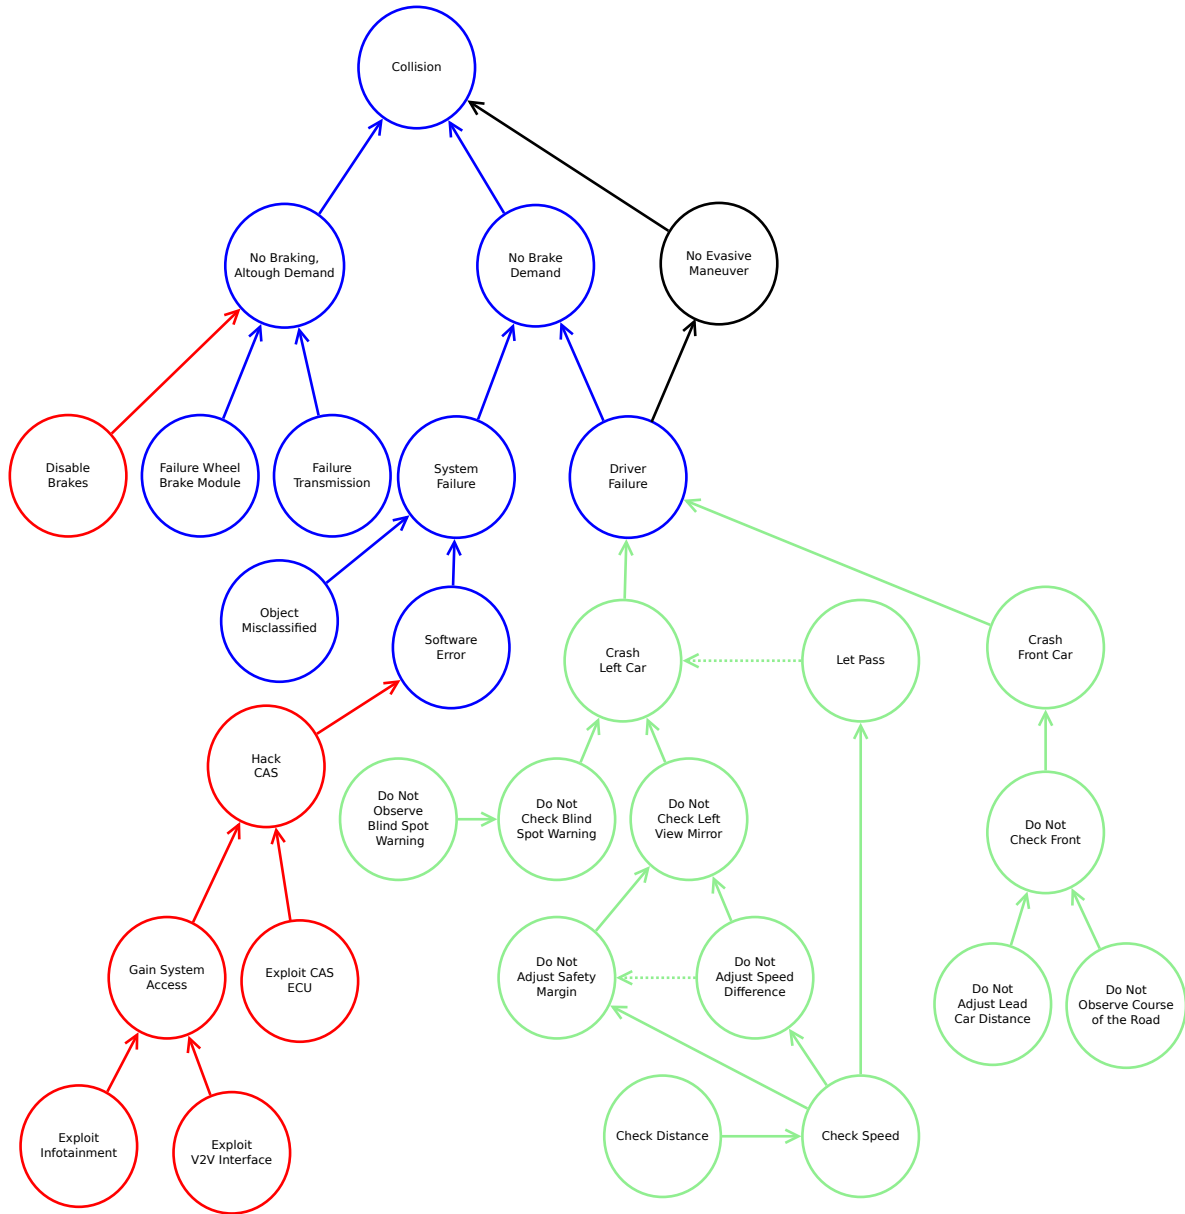 Collision
No Braking,
Altough Demand
No Brake
Demand
No Evasive
Maneuver
Disable
Brakes
Failure Wheel
Brake Module
Failure
Transmission
System
Failure
Driver
Failure
Object
Misclassified
Software
Error
Crash
Left Car
Let Pass
Crash
Front Car
Hack
CAS
Do Not
Observe
Blind Spot
Warning
Do Not
Check Blind
Spot Warning
Do Not
Check Left
View Mirror
Do Not
Check Front
Gain System
Access
Exploit CAS
ECU
Do Not
Adjust Safety
Margin
Do Not
Adjust Speed
Difference
Do Not
Adjust Lead
Car Distance
Do Not
Observe Course
of the Road
Exploit
Infotainment
Exploit
V2V Interface
Check Distance
Check Speed